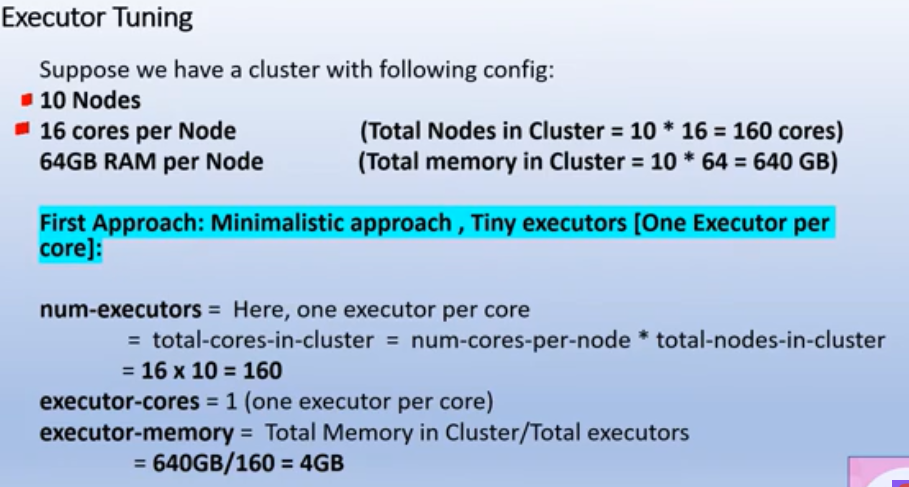 Executor Tuning
Suppose we have a cluster with following config:
10 Nodes
16 cores per Node (Total Nodes in Cluster = 10 * 16 = 160 cores)
64GB RAM per Node (Total memory in Cluster = 10 * 64 = 640 GB)
First Approach: Minimalistic approach , Tiny executors [One Executor per
core]:
num-executors = Here, one executor per core
= total-cores-in-cluster = num-cores-per-node * total-nodes-in-cluster
= 16 x 10 = 160
executor-cores = 1 (one executor per core)
executor-memory = Total Memory in Cluster/Total executors
= 640GB/160 = 4GB